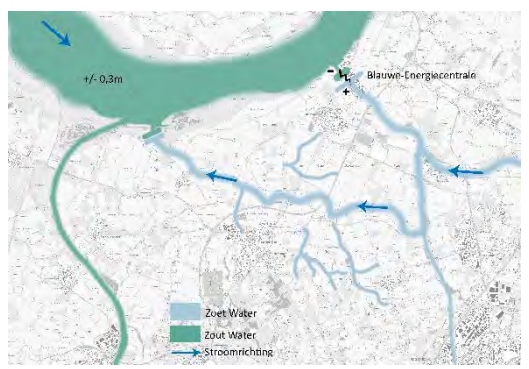 +/- 0,3m
-
Blauwe-Energiecentrale
+
Zoet Water
Zout Water
Stroomrichting